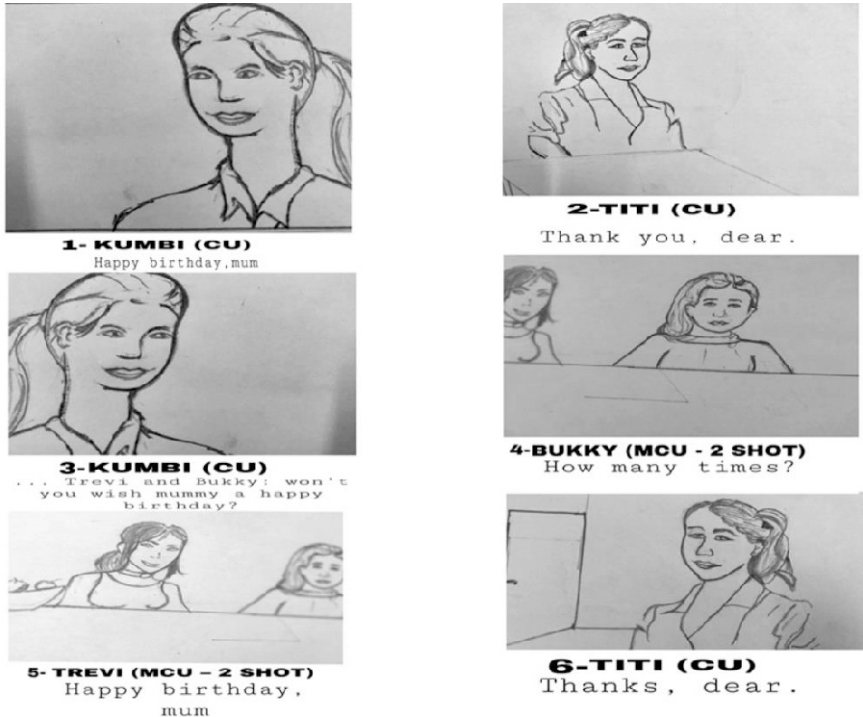 1- KUMBI (CU)
Happy birthday,mum
2-TITI (CU)
Thank you, dear.
3-KUMBI (CU)
... Trevi and Bukky: won't
you wish mummy a happy
birthday?
4-BUKKY (MCU - 2 SHOT)
How many times?
5- TREVI (MCU – 2 SHOT)
Happy birthday,
mum
6-TITI (CU)
Thanks, dear.